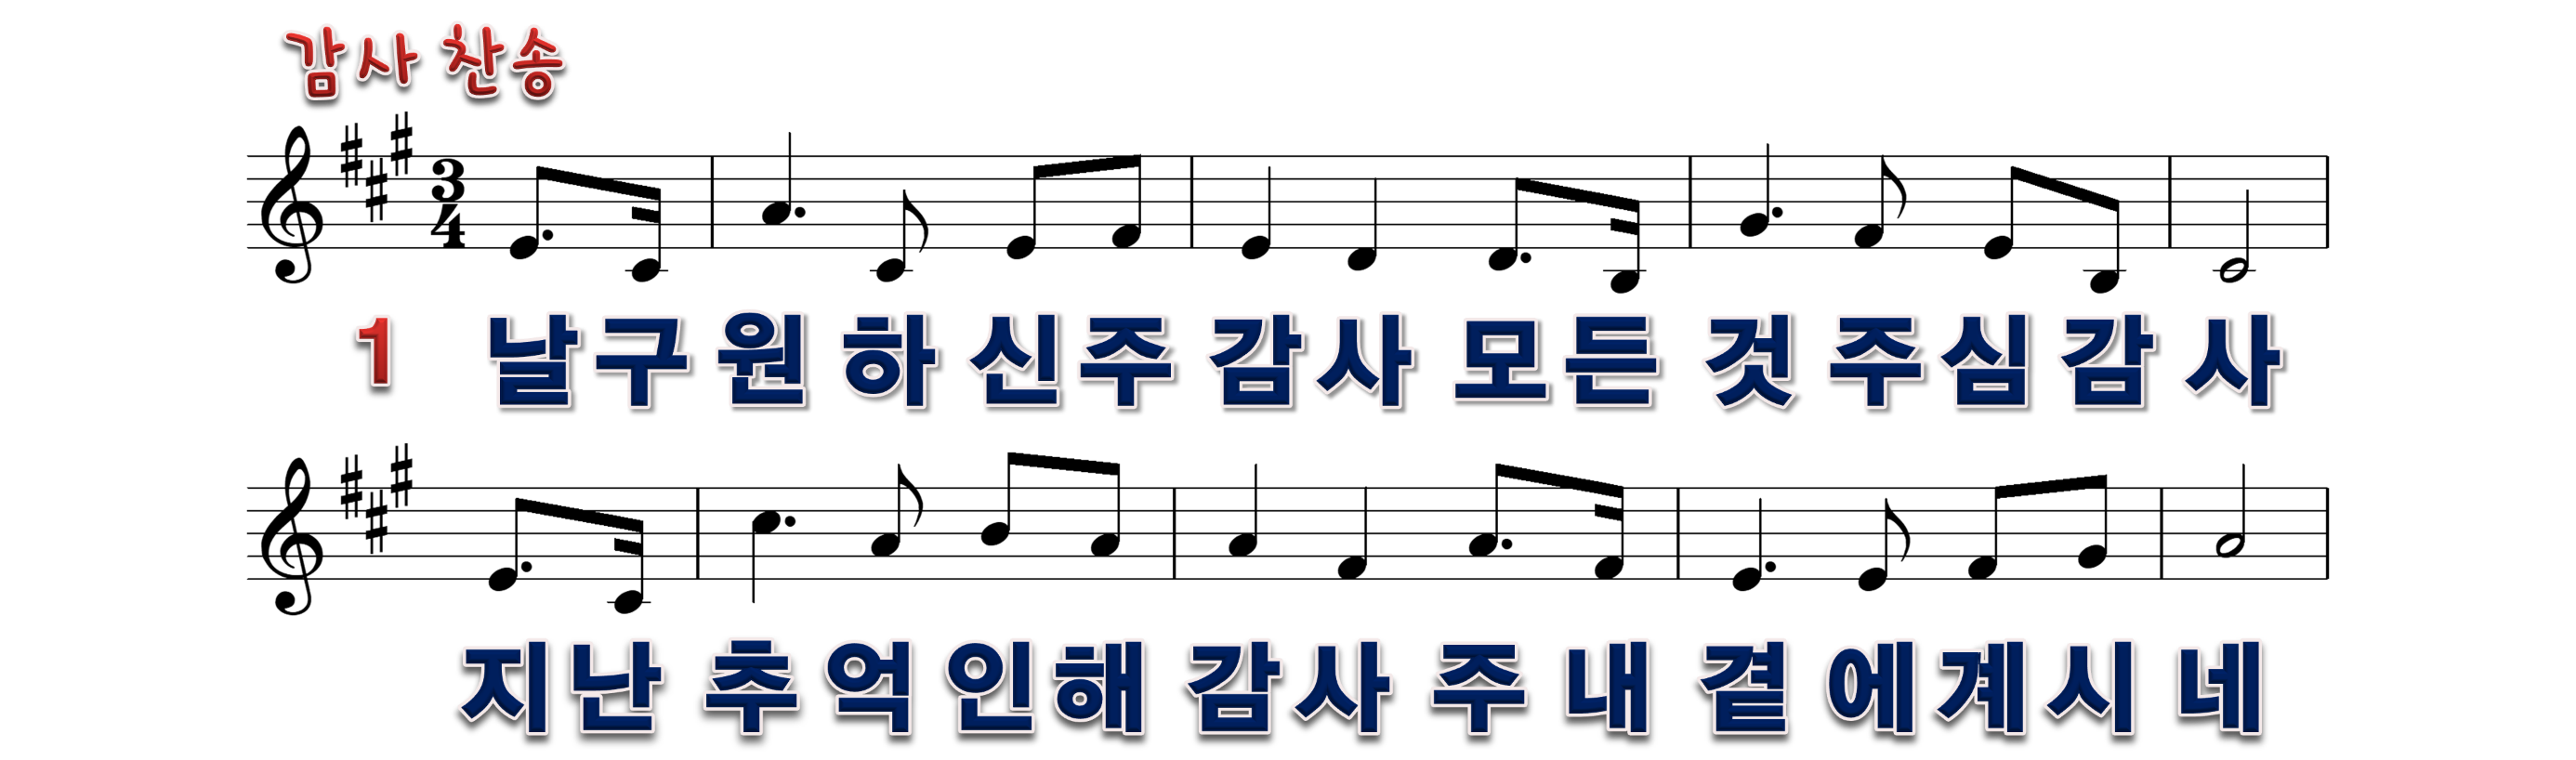 감사 찬송
3
4
1 날구 원 하 신주 감사 모든 것 주심감 사
지난 추 억 인해 감사 주 내 곁 에계시 네